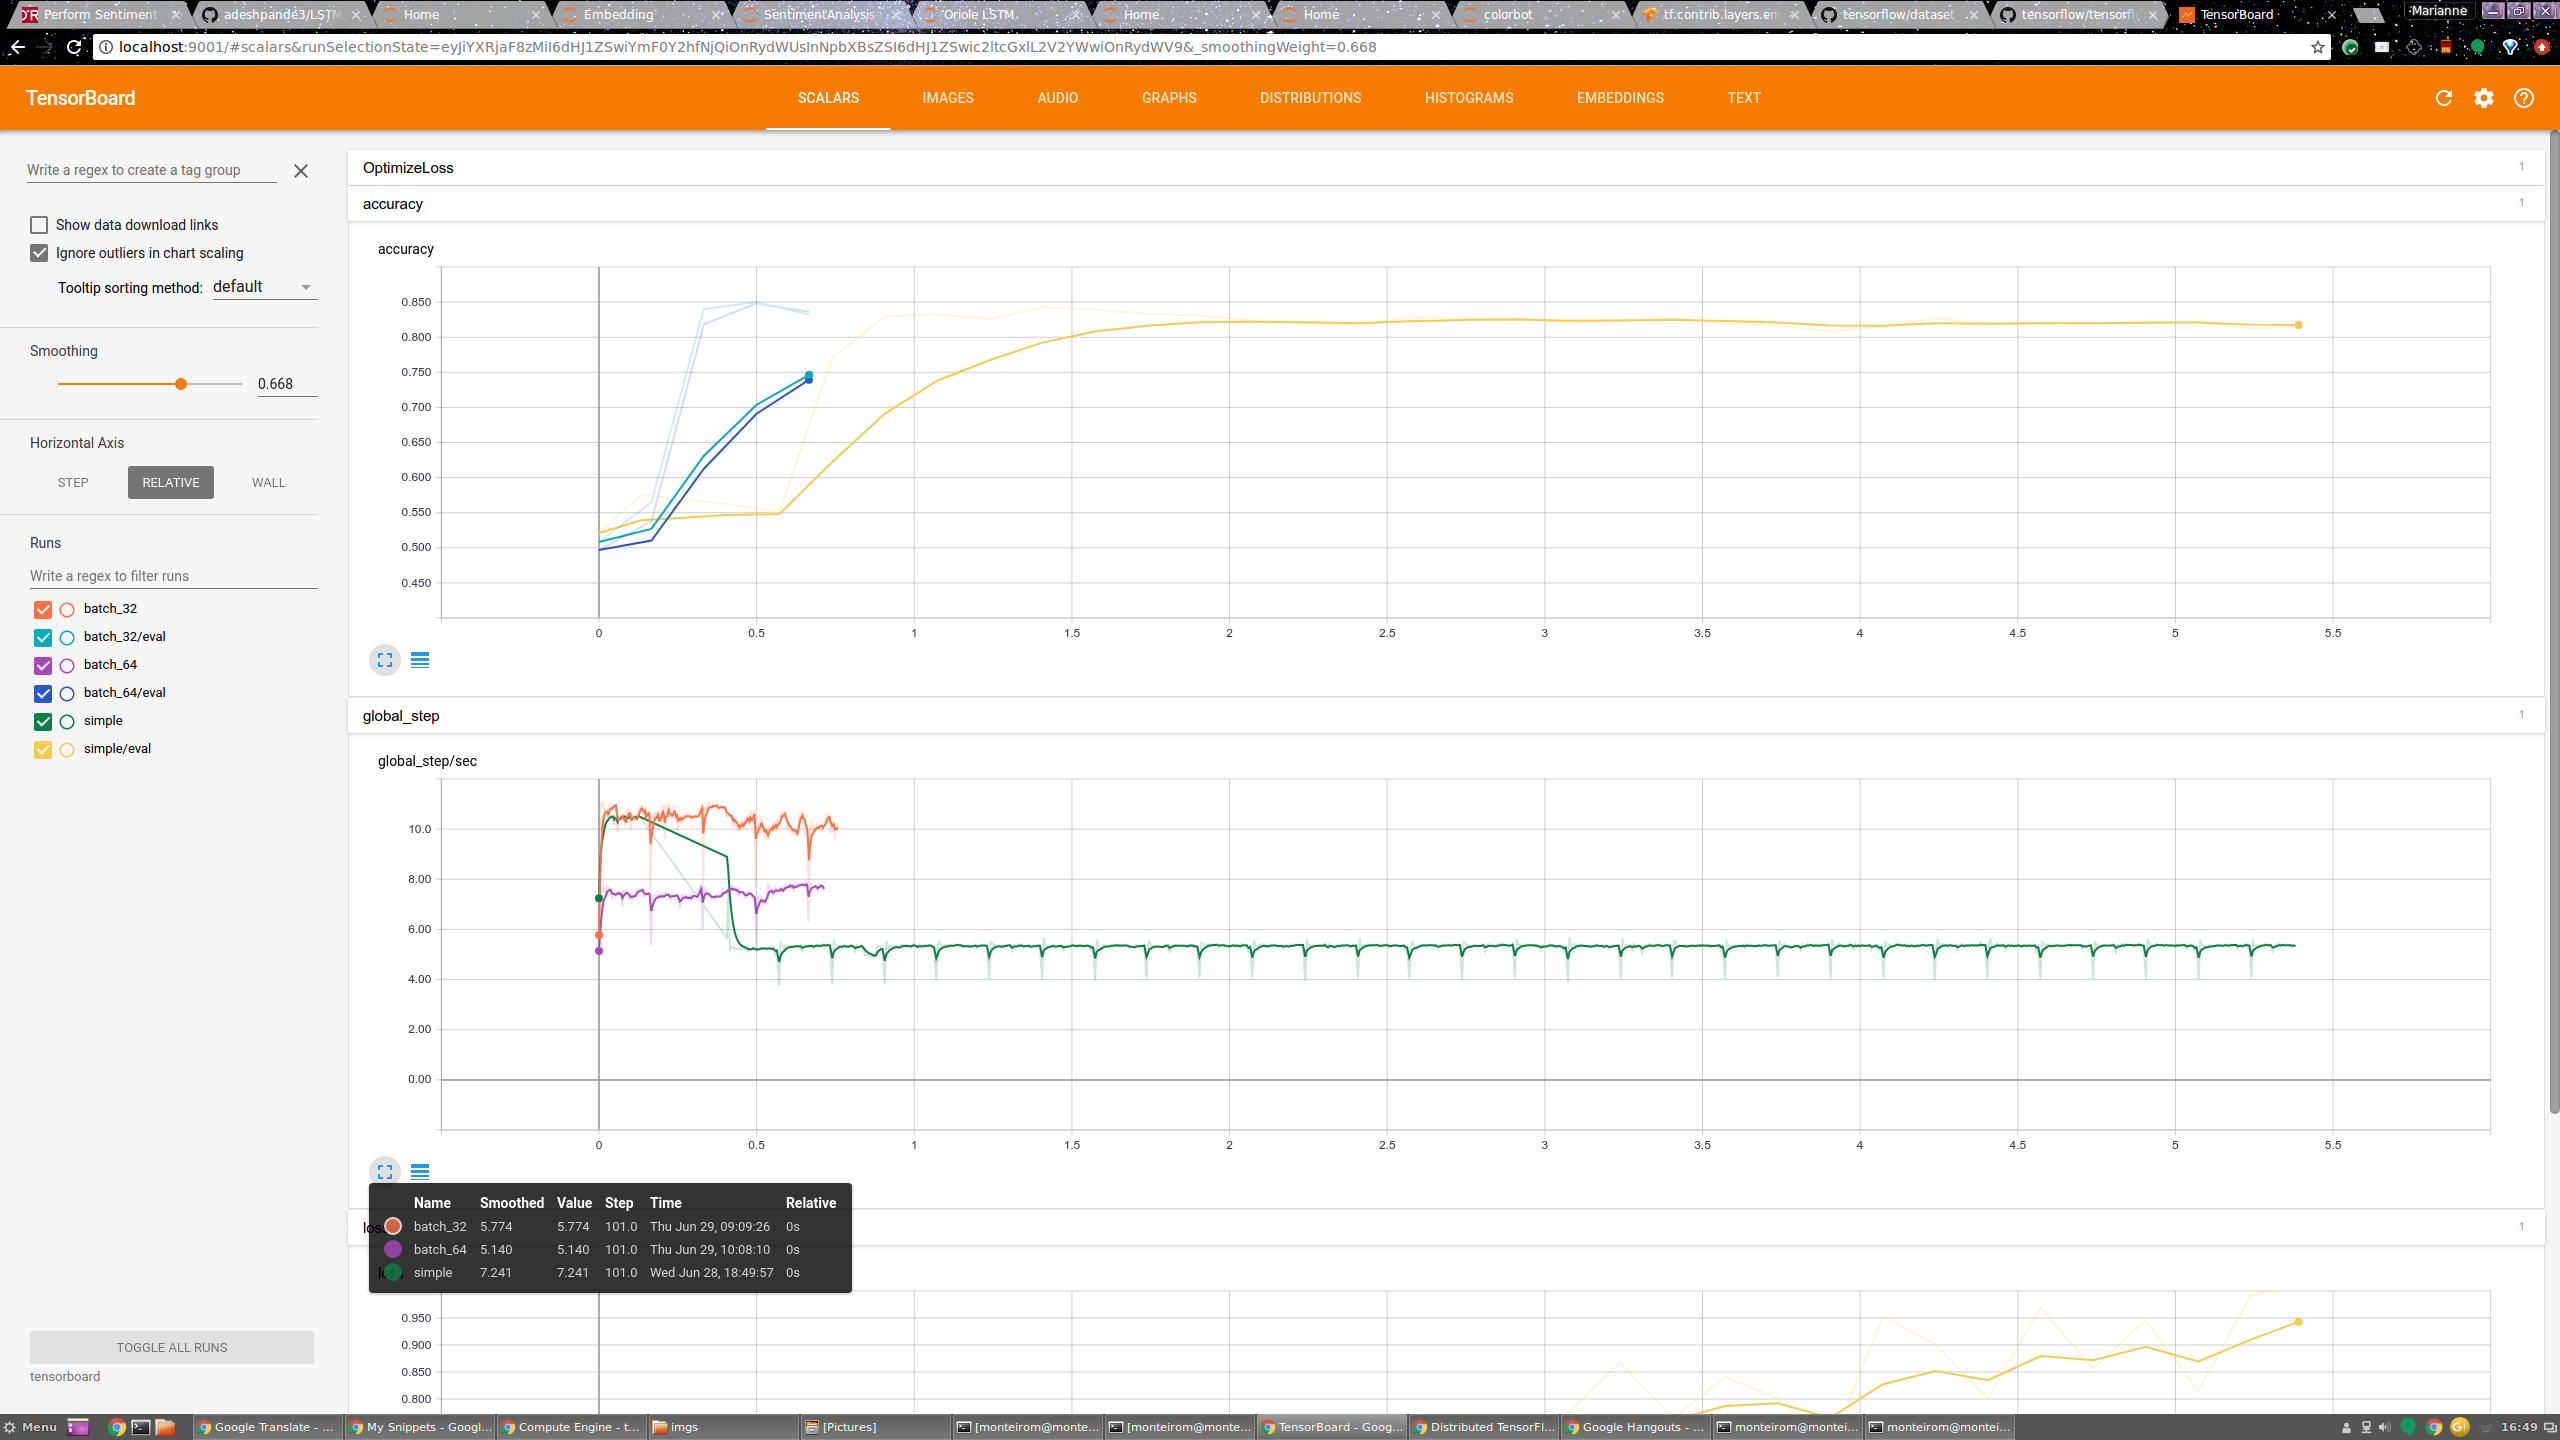 Perform Sentiment
adeshpande3/LSTM
Home
Embedding
SentimentAnalysis
Oriole LSTM
Home
Home
colorbot
tf.contrib.layers.em
tensorflow/dataset
tensorflow/tensorfl
TensorBoard
Marianne
TensorBoard
SCALARS
IMAGES
AUDIO
GRAPHS
DISTRIBUTIONS
HISTOGRAMS
EMBEDDINGS
TEXT
Write a regex to create a tag group
Show data download links
Ignore outliers in chart scaling
Tooltip sorting method: default
Smoothing
0.668
Horizontal Axis
STEP RELATIVE WALL
Runs
Write a regex to filter runs
batch_32
batch_32/eval
batch_64
batch_64/eval
simple
simple/eval
TOGGLE ALL RUNS
tensorboard
OptimizeLoss 1
accuracy 1
accuracy
0.850
0.800
0.750
0.700
0.650
0.600
0.550
0.500
0.450
0 0.5 1 1.5 2 2.5 3 3.5 4 4.5 5 5.5
global_step 1
global_step/sec
10.0
8.00
6.00
4.00
2.00
0.00
0 0.5 1 1.5 2 2.5 3 3.5 4 4.5 5 5.5
1
Name Smoothed Value Step Time Relative
batch_32 5.774 5.774 101.0 Thu Jun 29, 09:09:26 0s
batch_64 5.140 5.140 101.0 Thu Jun 29, 10:08:10 0s
simple 7.241 7.241 101.0 Wed Jun 28, 18:49:57 0s
0.950
0.900
0.850
0.800
Menu
Google Translate - ...
My Snippets - Googl...
Compute Engine - t...
imgs
[Pictures]
[monteirom@monte...
[monteirom@monte...
TensorBoard - Goog...
Distributed TensorFl...
Google Hangouts - ...
monteirom@montei...
monteirom@montei...
16:49